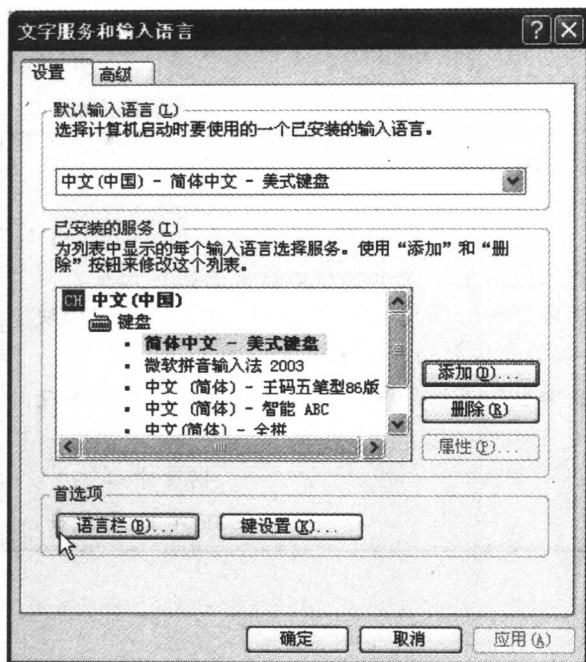 文字服务和输入语言
设置 高级
默认输入语言(L)
选择计算机启动时要使用的一个已安装的输入语言。
中文(中国) - 简体中文 - 美式键盘
已安装的服务(I)
为列表中显示的每个输入语言选择服务。使用“添加”和“删
除”按钮来修改这个列表。
CH 中文(中国)
键盘
简体中文 - 美式键盘
微软拼音输入法 2003
中文 (简体) - 王码五笔型86版
中文 (简体) - 智能 ABC
中文(简体) - 全拼
添加(D)...
删除(R)
属性(P)...
首选项
语言栏(B)... 键设置(K)...
确定 取消 应用(A)